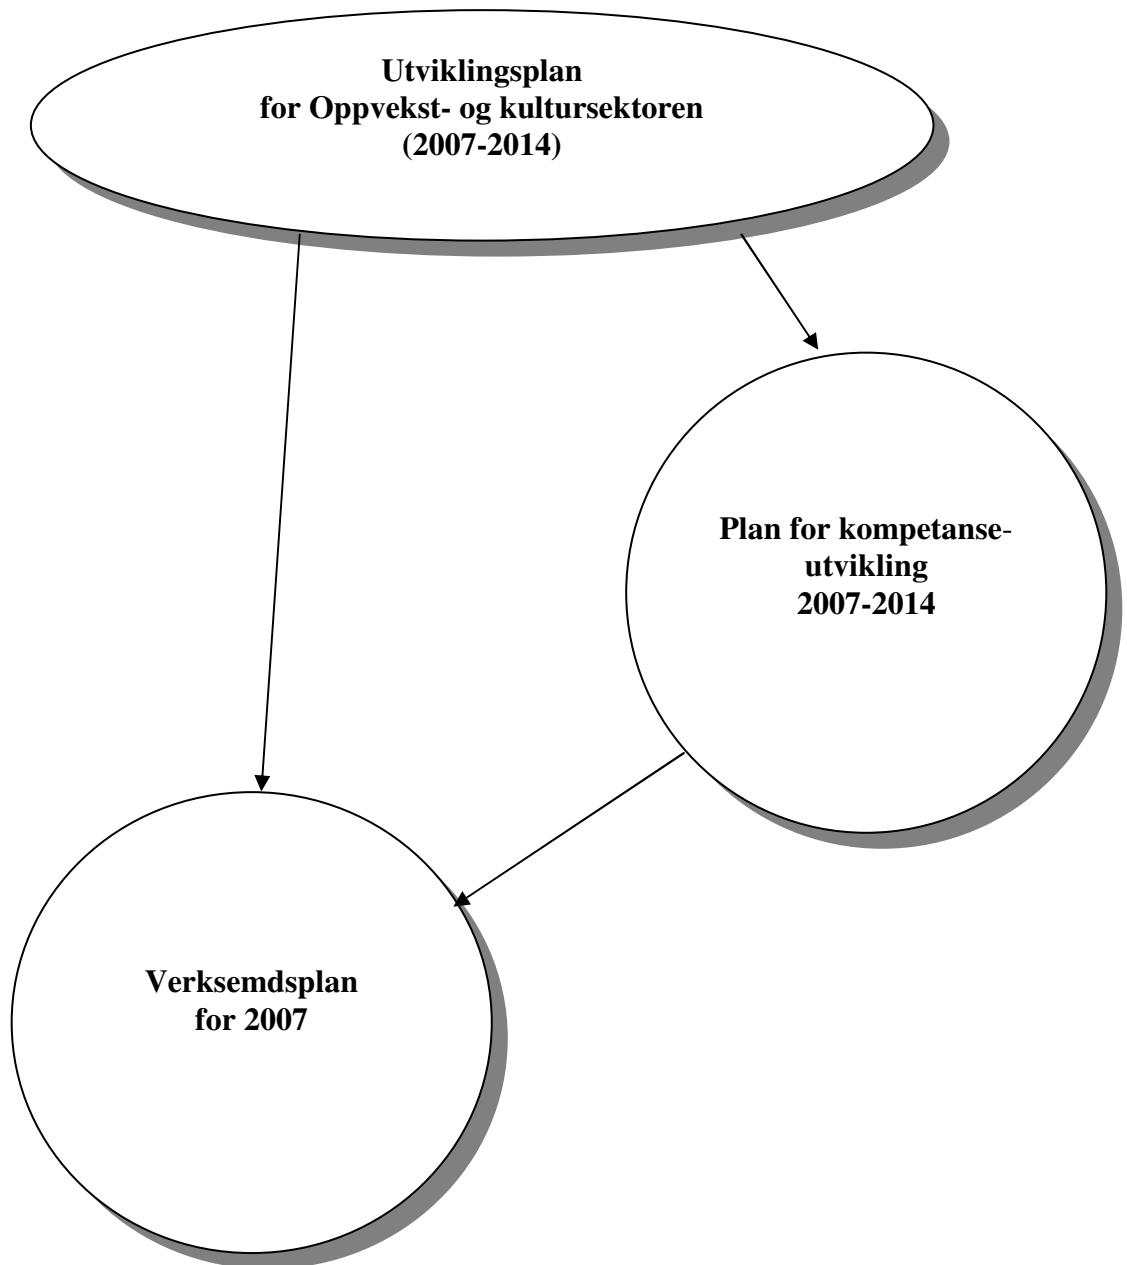 Utviklingsplan
for Oppvekst- og kultursektoren
(2007-2014)
Plan for kompetanse-
utvikling
2007-2014
Verksemdsplan
for 2007